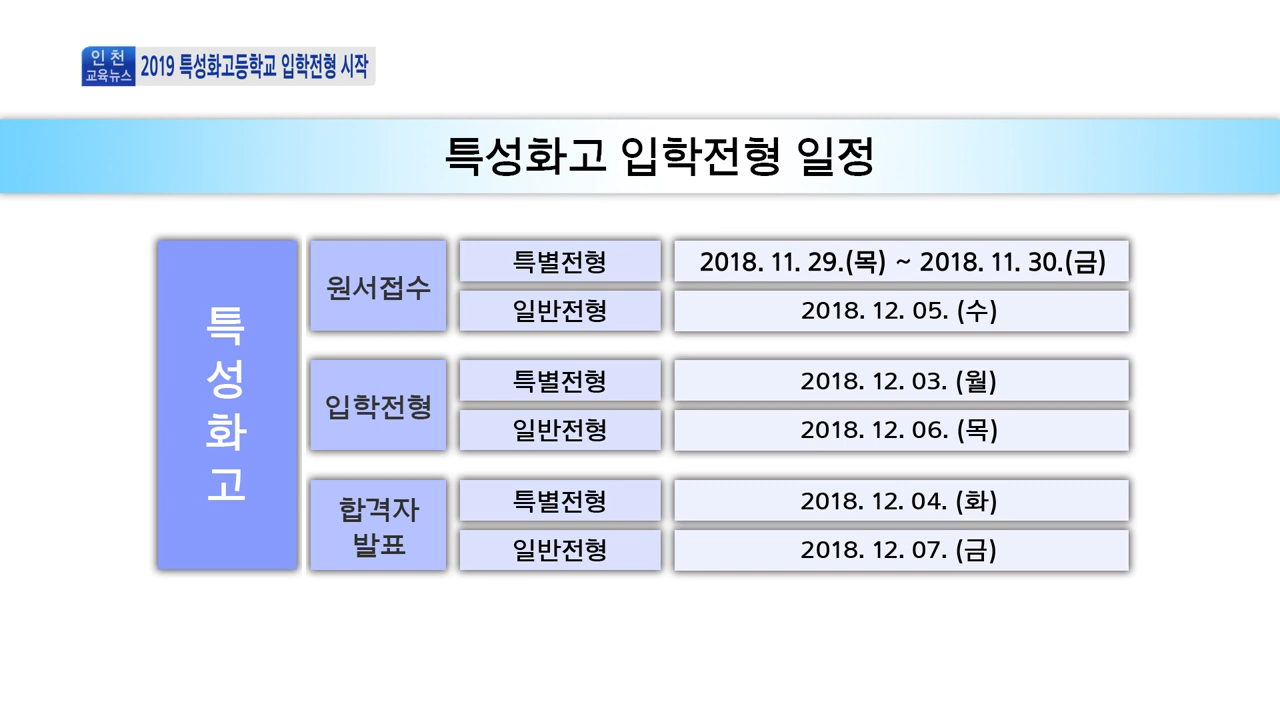 인천
교육뉴스
2019 특성화고등학교 입학전형 시작
특성화고 입학전형 일정
특성화고
원서접수
특별전형
2018. 11. 29.(목) ~ 2018. 11. 30.(금)
일반전형
2018. 12. 05. (수)
입학전형
특별전형
2018. 12. 03. (월)
일반전형
2018. 12. 06. (목)
합격자
발표
특별전형
2018. 12. 04. (화)
일반전형
2018. 12. 07. (금)